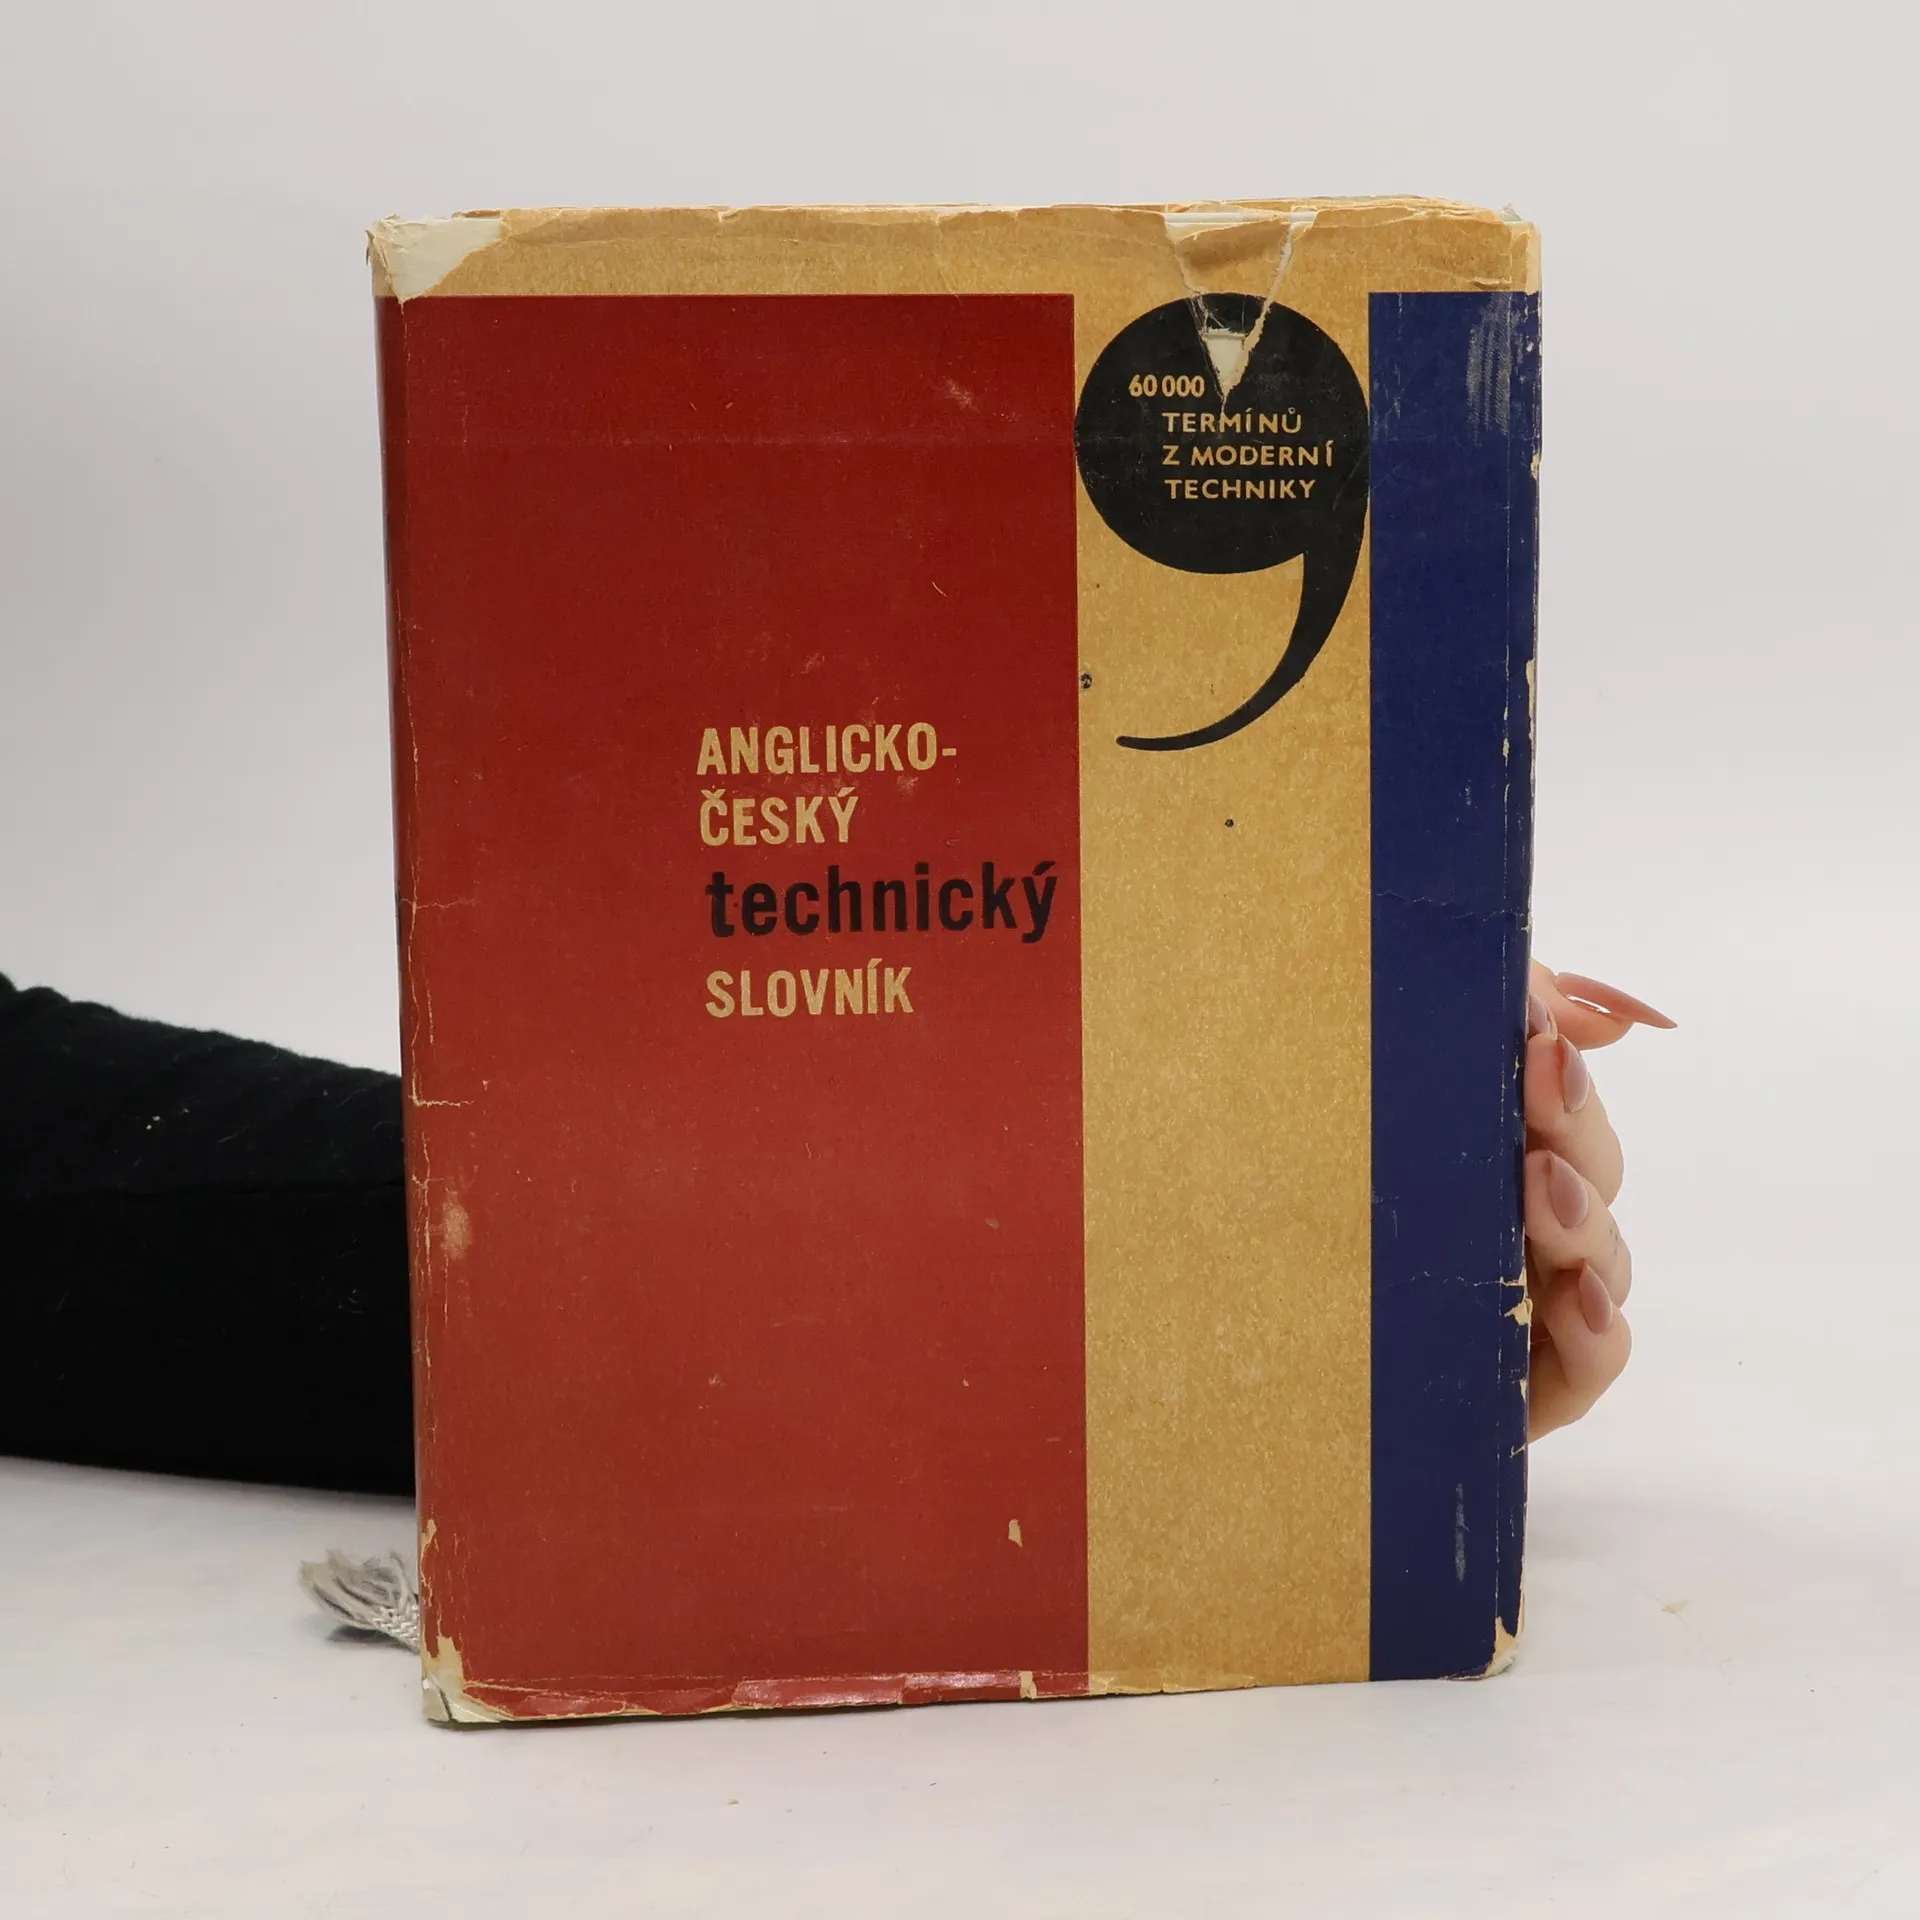 60 000
TERMÍNŮ
Z MODERNÍ
TECHNIKY
ANGLICKO-
ČESKÝ
technický
SLOVNÍK